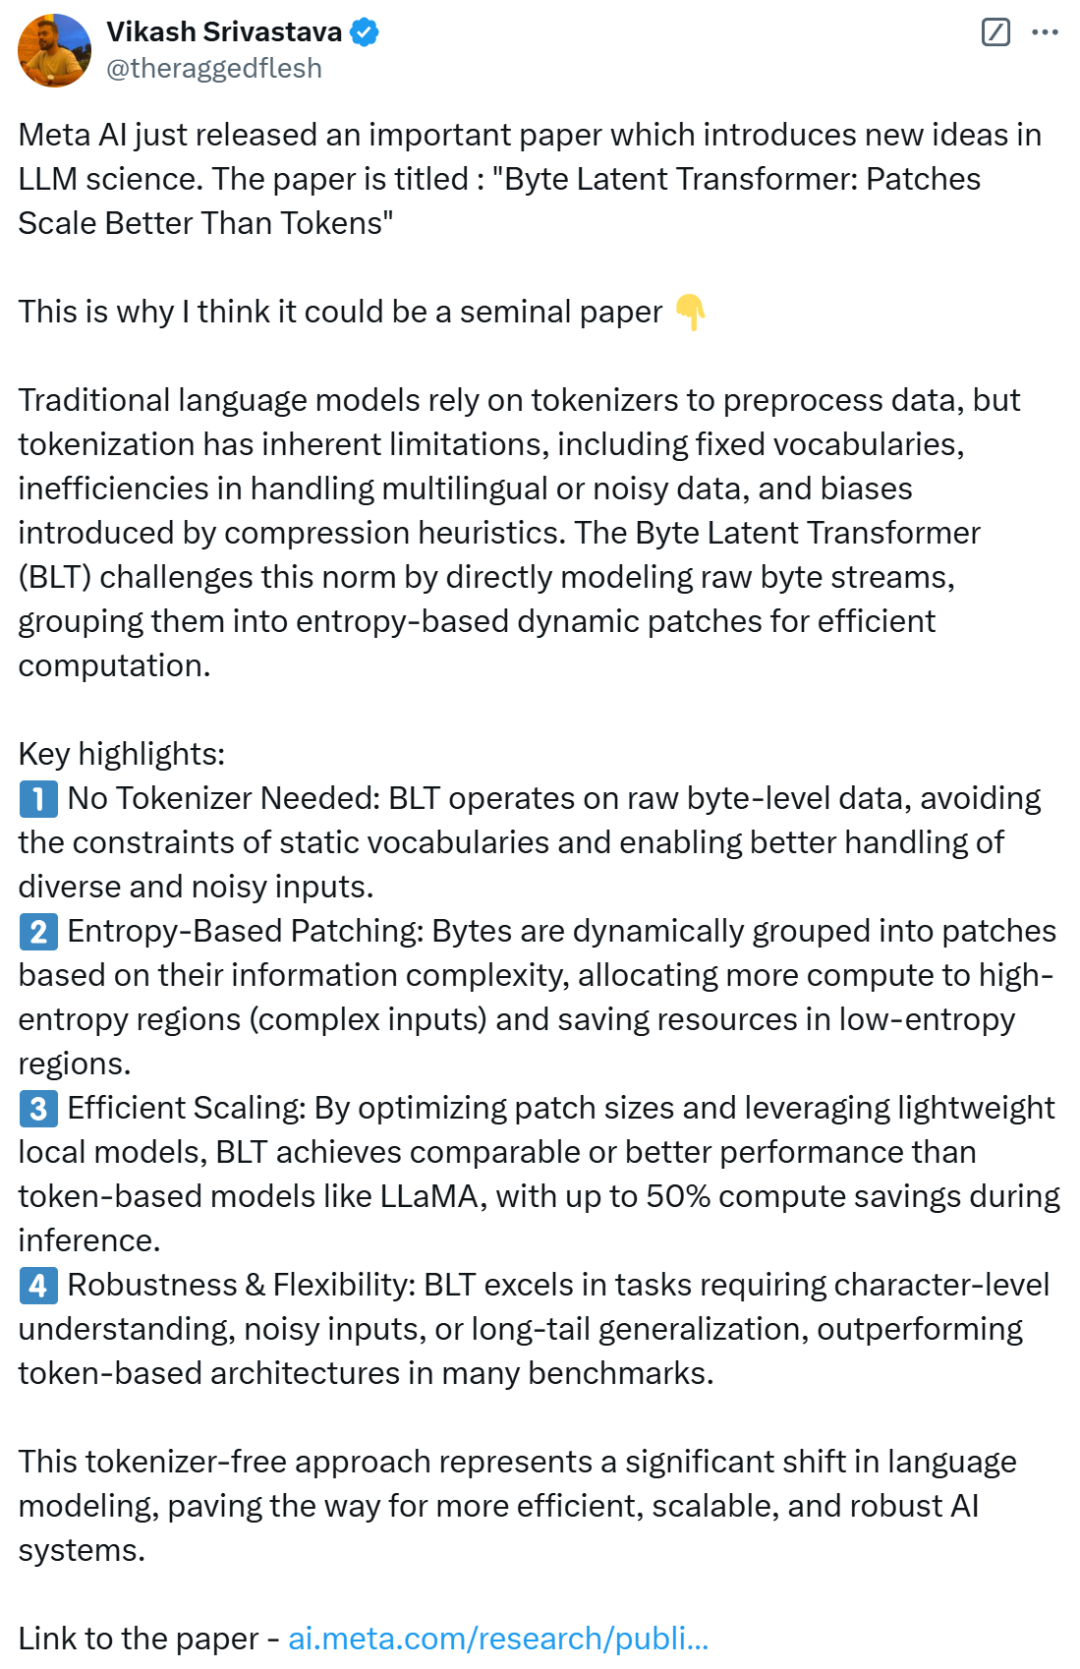 Vikash Srivastava
@theraggedflesh
Meta AI just released an important paper which introduces new ideas in
LLM science. The paper is titled : "Byte Latent Transformer: Patches
Scale Better Than Tokens"
This is why I think it could be a seminal paper 👇
Traditional language models rely on tokenizers to preprocess data, but
tokenization has inherent limitations, including fixed vocabularies,
inefficiencies in handling multilingual or noisy data, and biases
introduced by compression heuristics. The Byte Latent Transformer
(BLT) challenges this norm by directly modeling raw byte streams,
grouping them into entropy-based dynamic patches for efficient
computation.
Key highlights:
1️⃣ No Tokenizer Needed: BLT operates on raw byte-level data, avoiding
the constraints of static vocabularies and enabling better handling of
diverse and noisy inputs.
2️⃣ Entropy-Based Patching: Bytes are dynamically grouped into patches
based on their information complexity, allocating more compute to high-
entropy regions (complex inputs) and saving resources in low-entropy
regions.
3️⃣ Efficient Scaling: By optimizing patch sizes and leveraging lightweight
local models, BLT achieves comparable or better performance than
token-based models like LLaMA, with up to 50% compute savings during
inference.
4️⃣ Robustness & Flexibility: BLT excels in tasks requiring character-level
understanding, noisy inputs, or long-tail generalization, outperforming
token-based architectures in many benchmarks.
This tokenizer-free approach represents a significant shift in language
modeling, paving the way for more efficient, scalable, and robust AI
systems.
Link to the paper - ai.meta.com/research/publi...